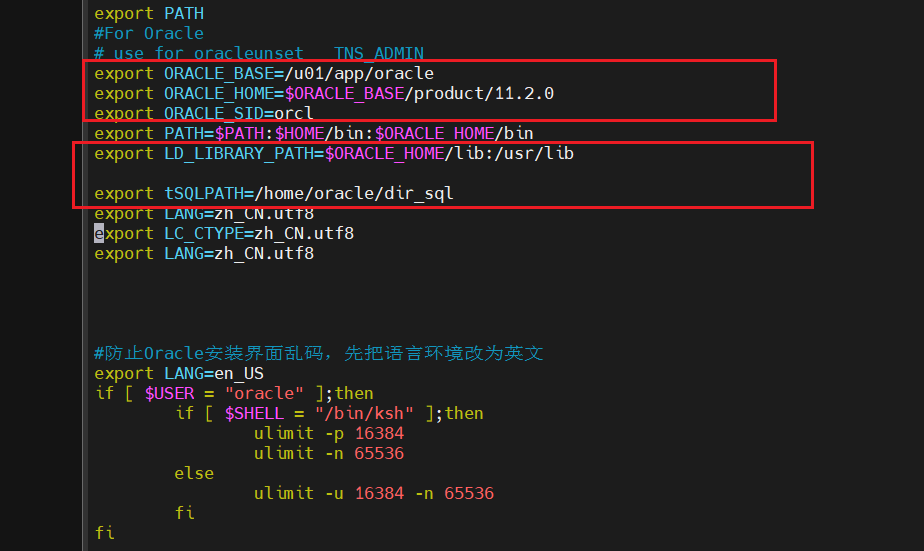 export PATH
#For Oracle
# use for oracleunset   TNS_ADMIN
export ORACLE_BASE=/u01/app/oracle
export ORACLE_HOME=$ORACLE_BASE/product/11.2.0
export ORACLE_SID=orcl
export PATH=$PATH:$HOME/bin:$ORACLE_HOME/bin
export LD_LIBRARY_PATH=$ORACLE_HOME/lib:/usr/lib
export tSQLPATH=/home/oracle/dir_sql
export LANG=zh_CN.utf8
export LC_CTYPE=zh_CN.utf8
export LANG=zh_CN.utf8
#防止Oracle安装界面乱码，先把语言环境改为英文
export LANG=en_US
if [ $USER = "oracle" ];then
        if [ $SHELL = "/bin/ksh" ];then
                ulimit -p 16384
                ulimit -n 65536
        else
                ulimit -u 16384 -n 65536
        fi
fi